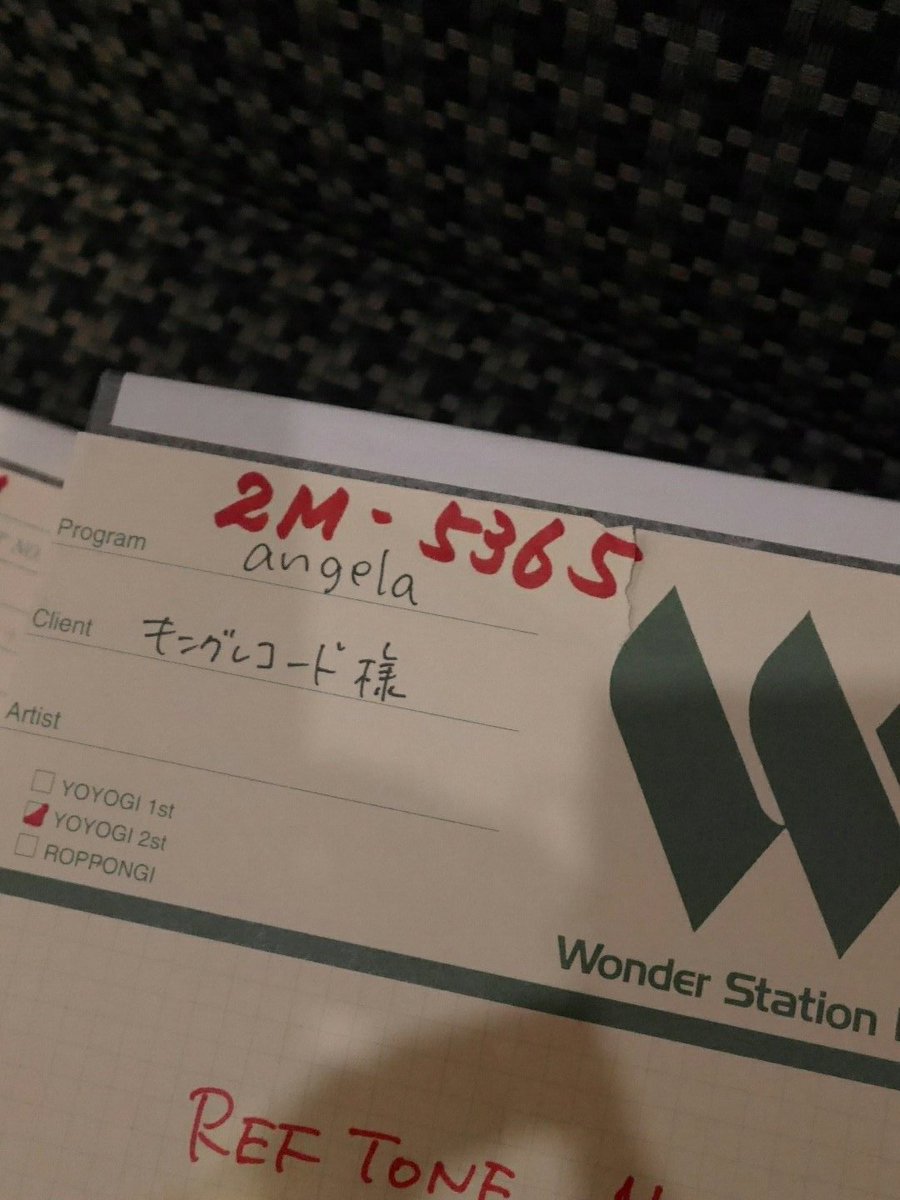 2M-5365
Program angela
Client キングレコード様
Artist
YOYOGI 1st
YOYOGI 2st
ROPPONGI
Wonder Station
REF TONE